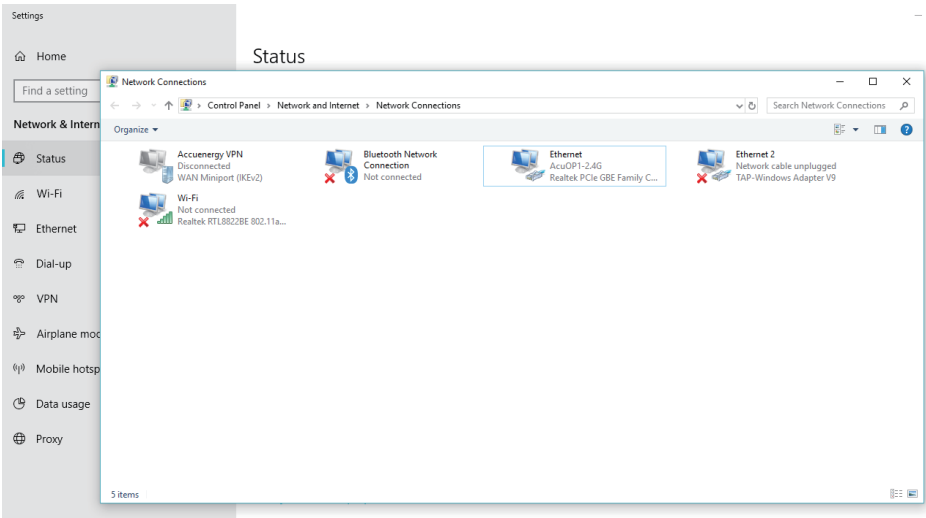 Settings
Home
Status
Find a setting
Network & Intern
Status
Wi-Fi
Ethernet
Dial-up
VPN
Airplane mod
Mobile hotsp
Data usage
Proxy
Network Connections
Control Panel > Network and Internet > Network Connections
Search Network Connections
Organize
Accuenergy VPN
Disconnected
WAN Miniport (IKEv2)
Bluetooth Network
Connection
Not connected
Ethernet
AcuOP1-2.4G
Realtek PCIe GBE Family C...
Ethernet 2
Network cable unplugged
TAP-Windows Adapter V9
Wi-Fi
Not connected
Realtek RTL8822BE 802.11a...
5 items